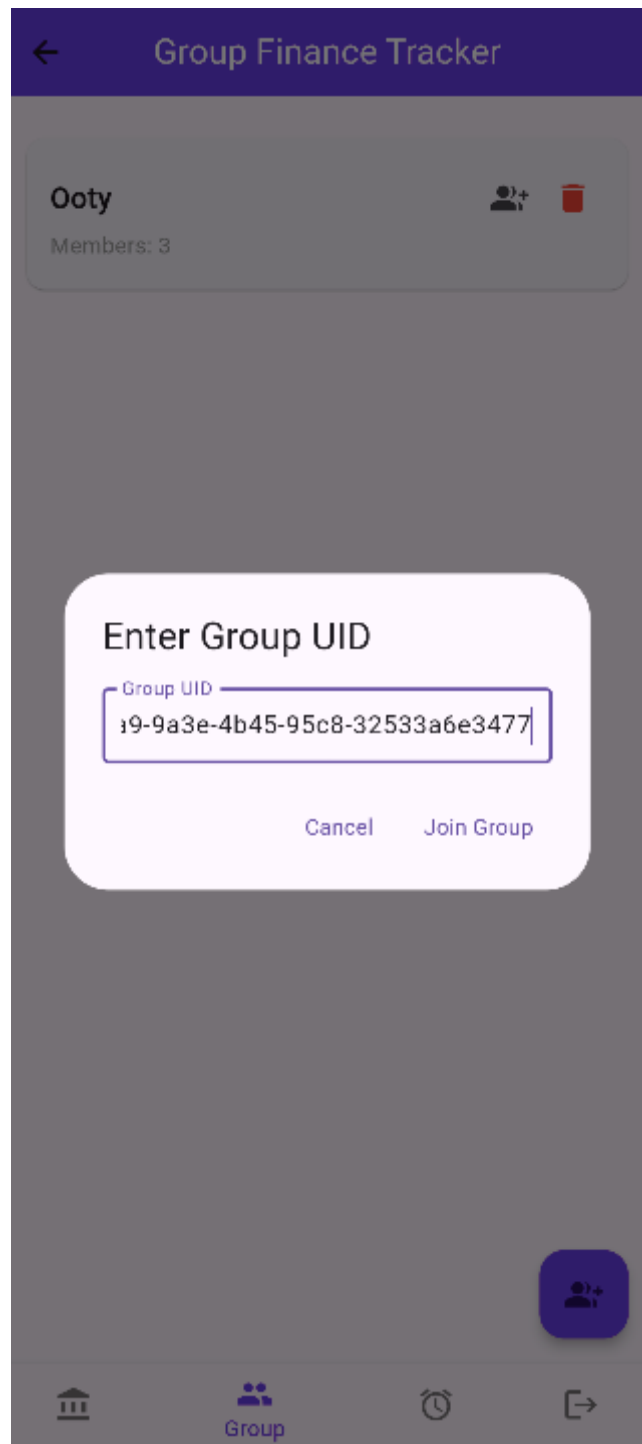 Group Finance Tracker
Ooty
Members: 3
Enter Group UID
Group UID
a9-9a3e-4b45-95c8-32533a6e3477
Cancel Join Group
Group